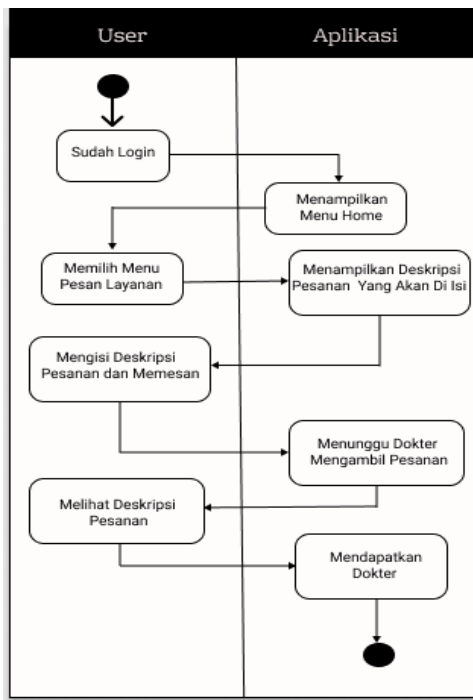 User
Aplikasi
Sudah Login
Menampilkan
Menu Home
Memilih Menu
Pesan Layanan
Menampilkan Deskripsi
Pesanan Yang Akan Di Isi
Mengisi Deskripsi
Pesanan dan Memesan
Menunggu Dokter
Mengambil Pesanan
Melihat Deskripsi
Pesanan
Mendapatkan
Dokter